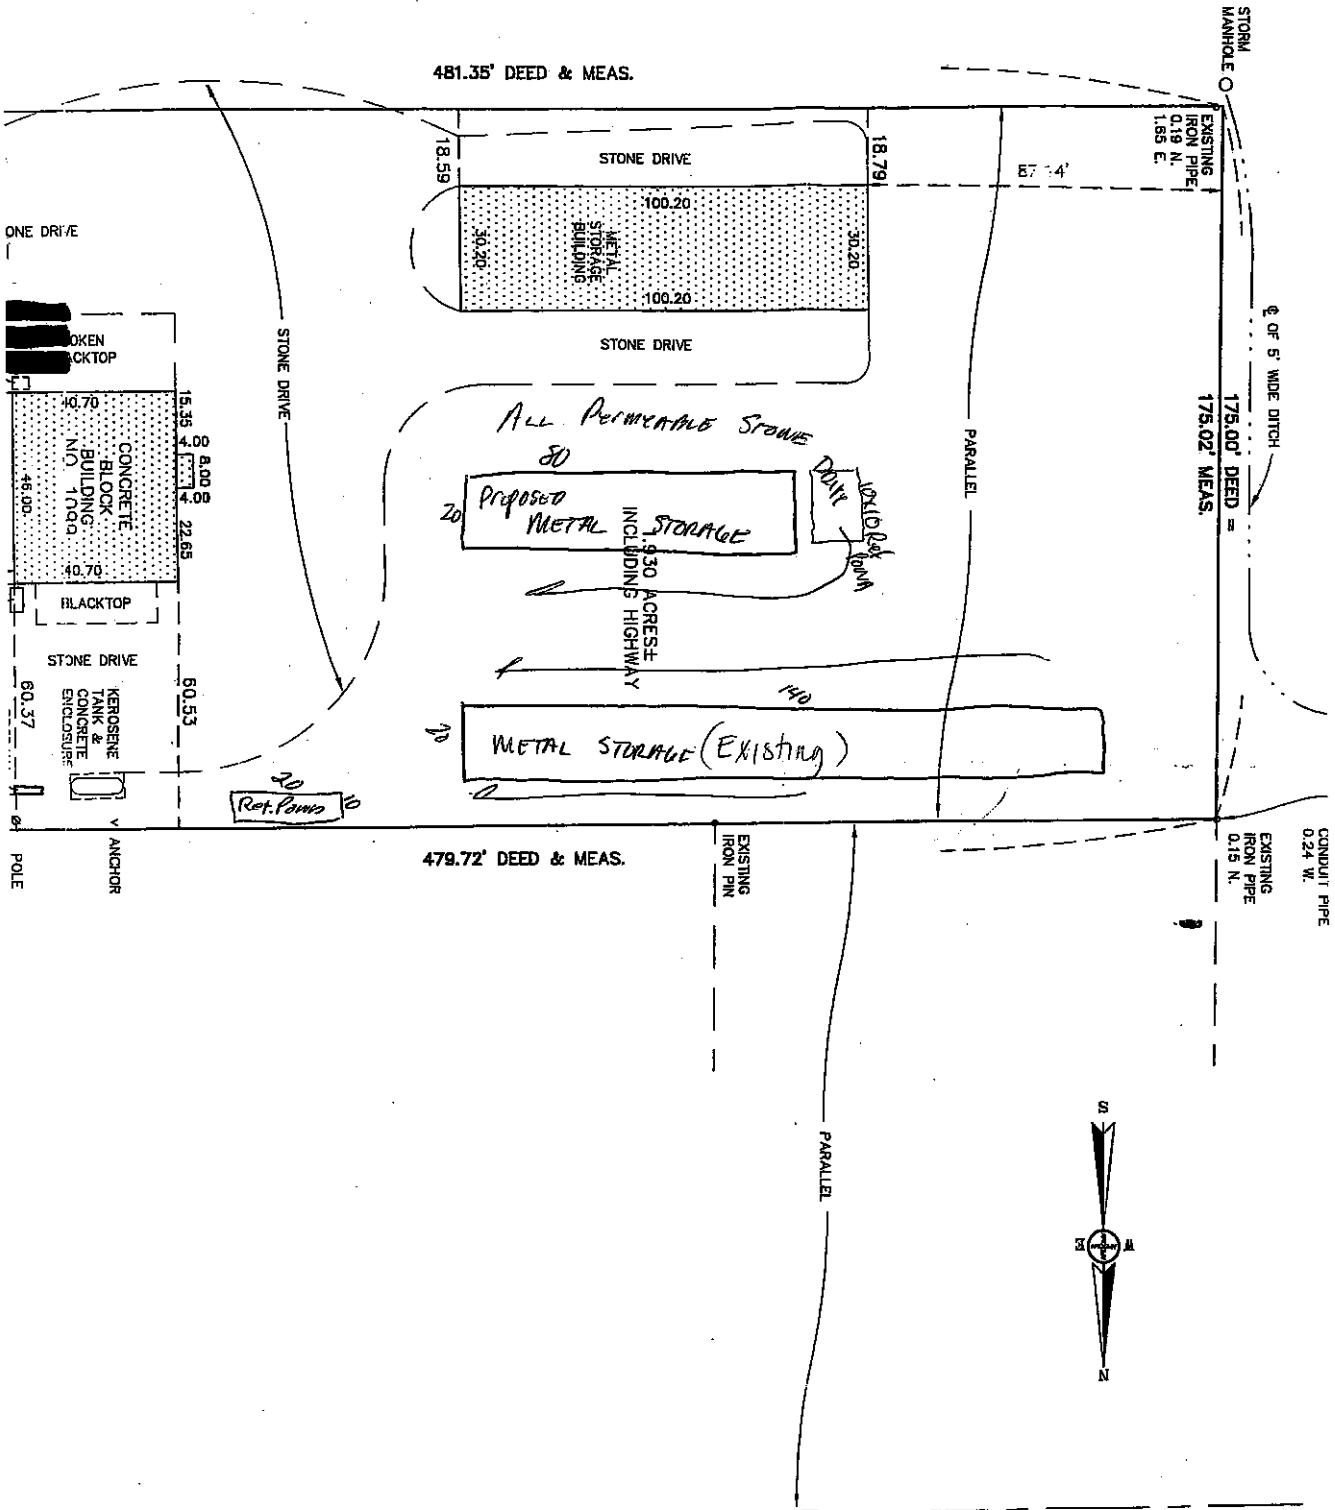 STORM
MANHOLE
481.35' DEED & MEAS.
EXISTING
IRON PIPE
0.19 N.
1.65 E.
18.59
STONE DRIVE
18.79
100.20
30.20
METAL
STORAGE
BUILDING
30.20
100.20
STONE DRIVE
℄ OF 5' WIDE DITCH
175.00' DEED =
175.02' MEAS.
PARALLEL
ONE DRIVE
STONE DRIVE
OKEN
ACKTOP
40.70
15.35
4.00
8.00
4.00
22.65
CONCRETE
BLOCK
BUILDING
46.00
40.70
BLACKTOP
STONE DRIVE
KEROSENE
TANK &
CONCRETE
ENCLOSURE
60.53
60.37
ALL PERMEABLE STONE
80
20
Proposed
METAL STORAGE
10x10 Ret
Pond
1.930 ACRES±
INCLUDING HIGHWAY
140
20
METAL STORAGE (Existing)
20
Ret. Pond
10
ANCHOR
POLE
479.72' DEED & MEAS.
EXISTING
IRON PIN
EXISTING
IRON PIPE
0.15 N.
CONDUIT PIPE
0.24 W.
PARALLEL
S
E
W
N